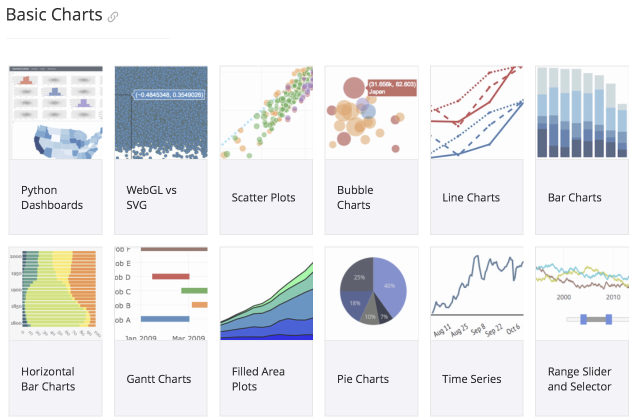 Basic Charts
(-0.4845348, 0.3549026)
(31.856k, 82.603)
Japan
Python
Dashboards
WebGL vs
SVG
Scatter Plots
Bubble
Charts
Line Charts
Bar Charts
ob F
ob D
ob C
ob B
ob A
Jan 2009
Mar 2009
25%
40%
18%
10%
7%
Aug 11
Aug 25
Sep 8
Sep 22
Oct 6
2000
2010
Horizontal
Bar Charts
Gantt Charts
Filled Area
Plots
Pie Charts
Time Series
Range Slider
and Selector